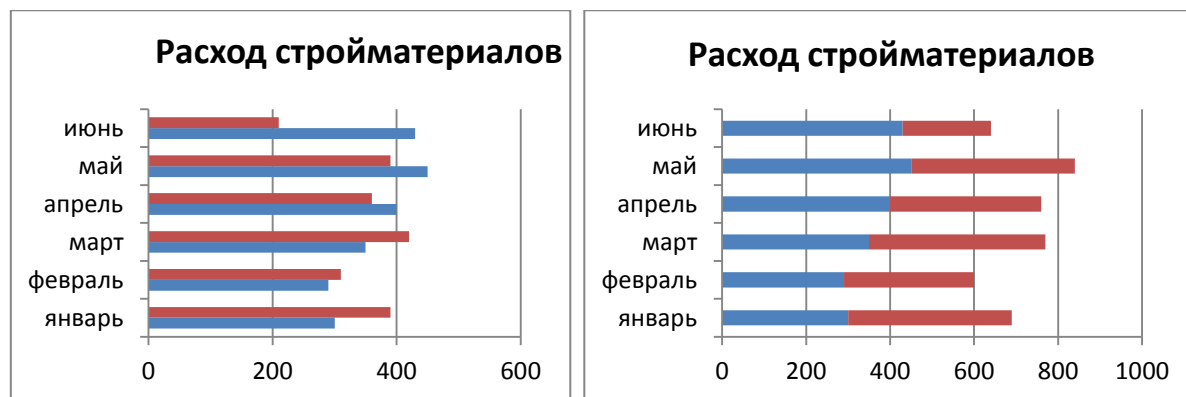 Расход стройматериалов
июнь
май
апрель
март
февраль
январь
0 200 400 600
Расход стройматериалов
июнь
май
апрель
март
февраль
январь
0 200 400 600 800 1000